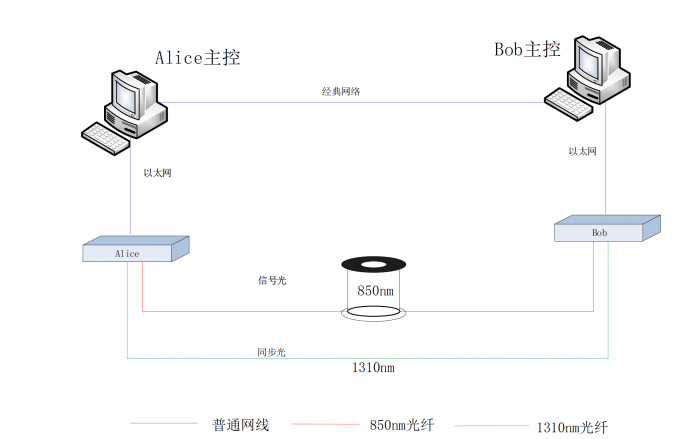 Alice主控
Bob主控
经典网络
以太网
以太网
Alice
Bob
信号光
850nm
同步光
1310nm
普通网线
850nm光纤
1310nm光纤